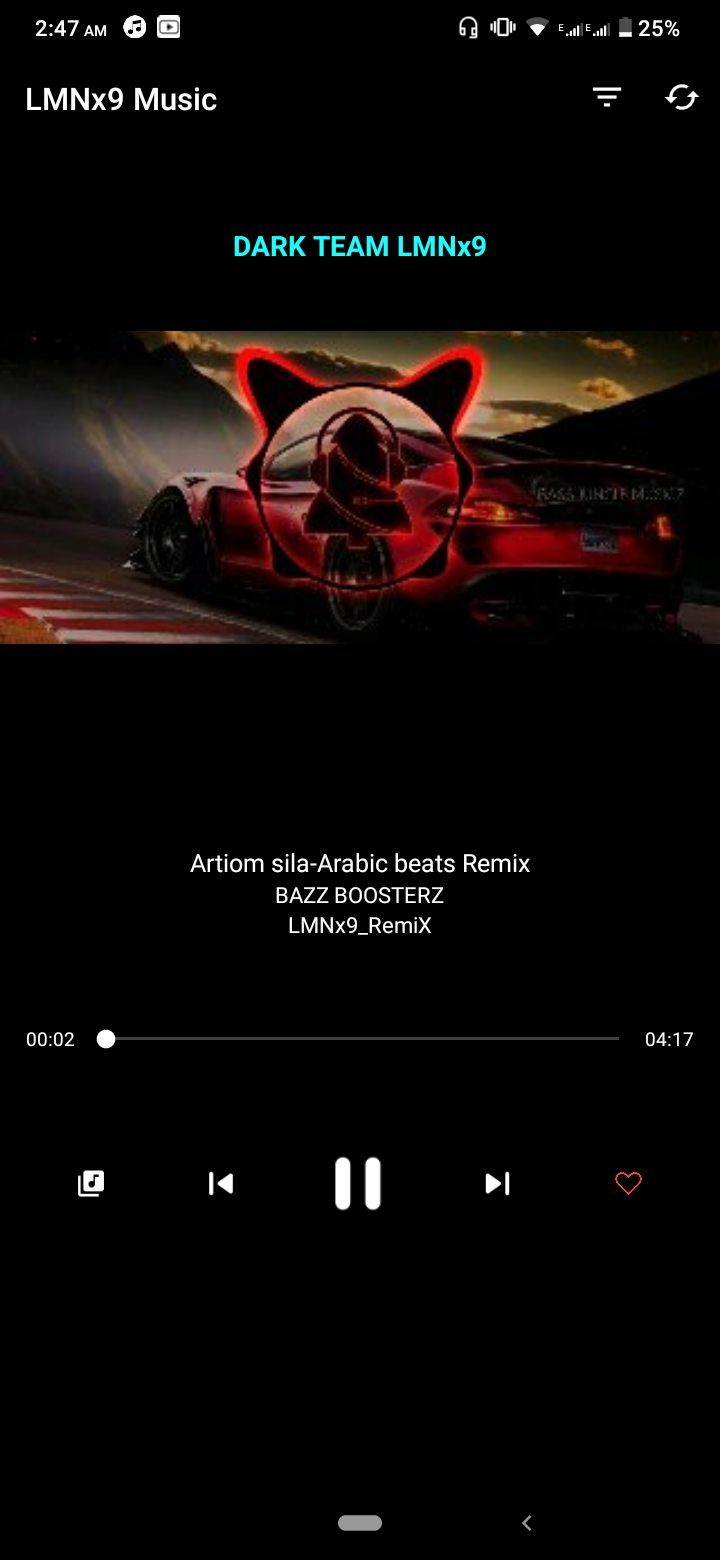 2:47 AM
E E 25%
LMNx9 Music
DARK TEAM LMNx9
Artiom sila-Arabic beats Remix
BAZZ BOOSTERZ
LMNx9_RemiX
00:02
04:17